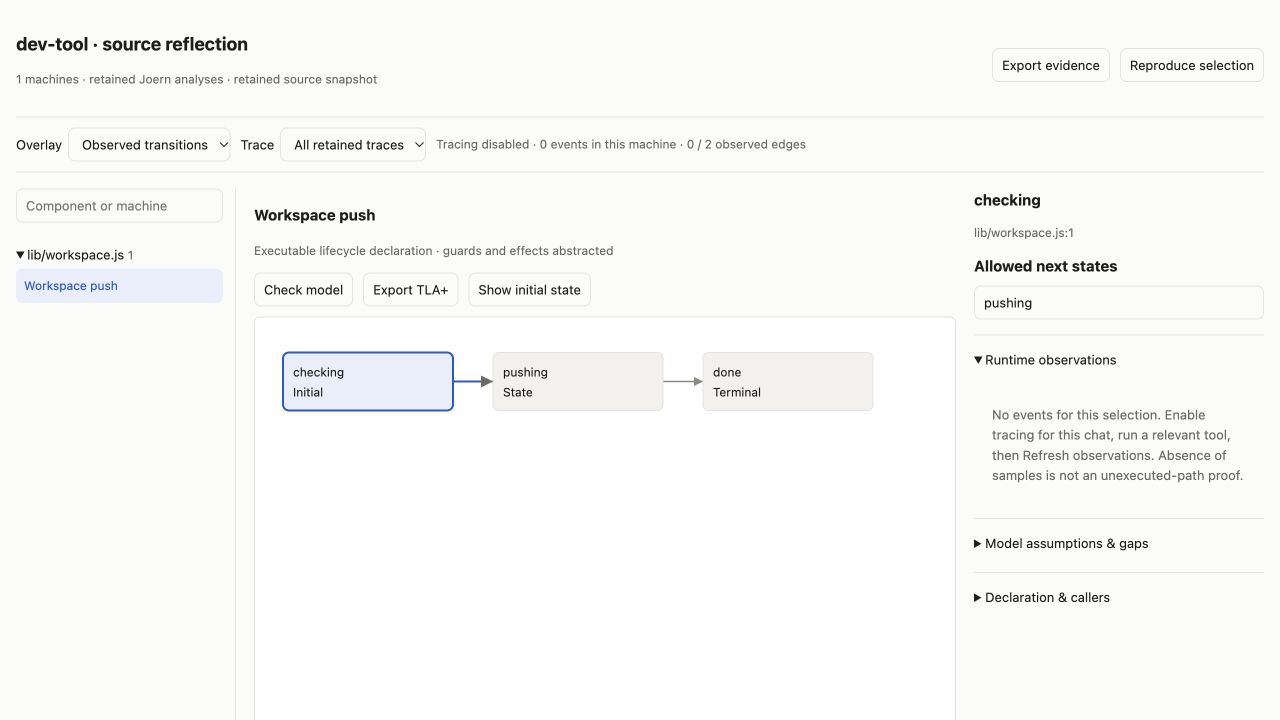 dev-tool · source reflection
1 machines · retained Joern analyses · retained source snapshot
Export evidence
Reproduce selection
Overlay
Observed transitions
Trace
All retained traces
Tracing disabled · 0 events in this machine · 0 / 2 observed edges
Component or machine
lib/workspace.js 1
Workspace push
Workspace push
Executable lifecycle declaration · guards and effects abstracted
Check model
Export TLA+
Show initial state
checking
Initial
pushing
State
done
Terminal
checking
lib/workspace.js:1
Allowed next states
pushing
Runtime observations
No events for this selection. Enable
tracing for this chat, run a relevant tool,
then Refresh observations. Absence of
samples is not an unexecuted-path proof.
Model assumptions & gaps
Declaration & callers